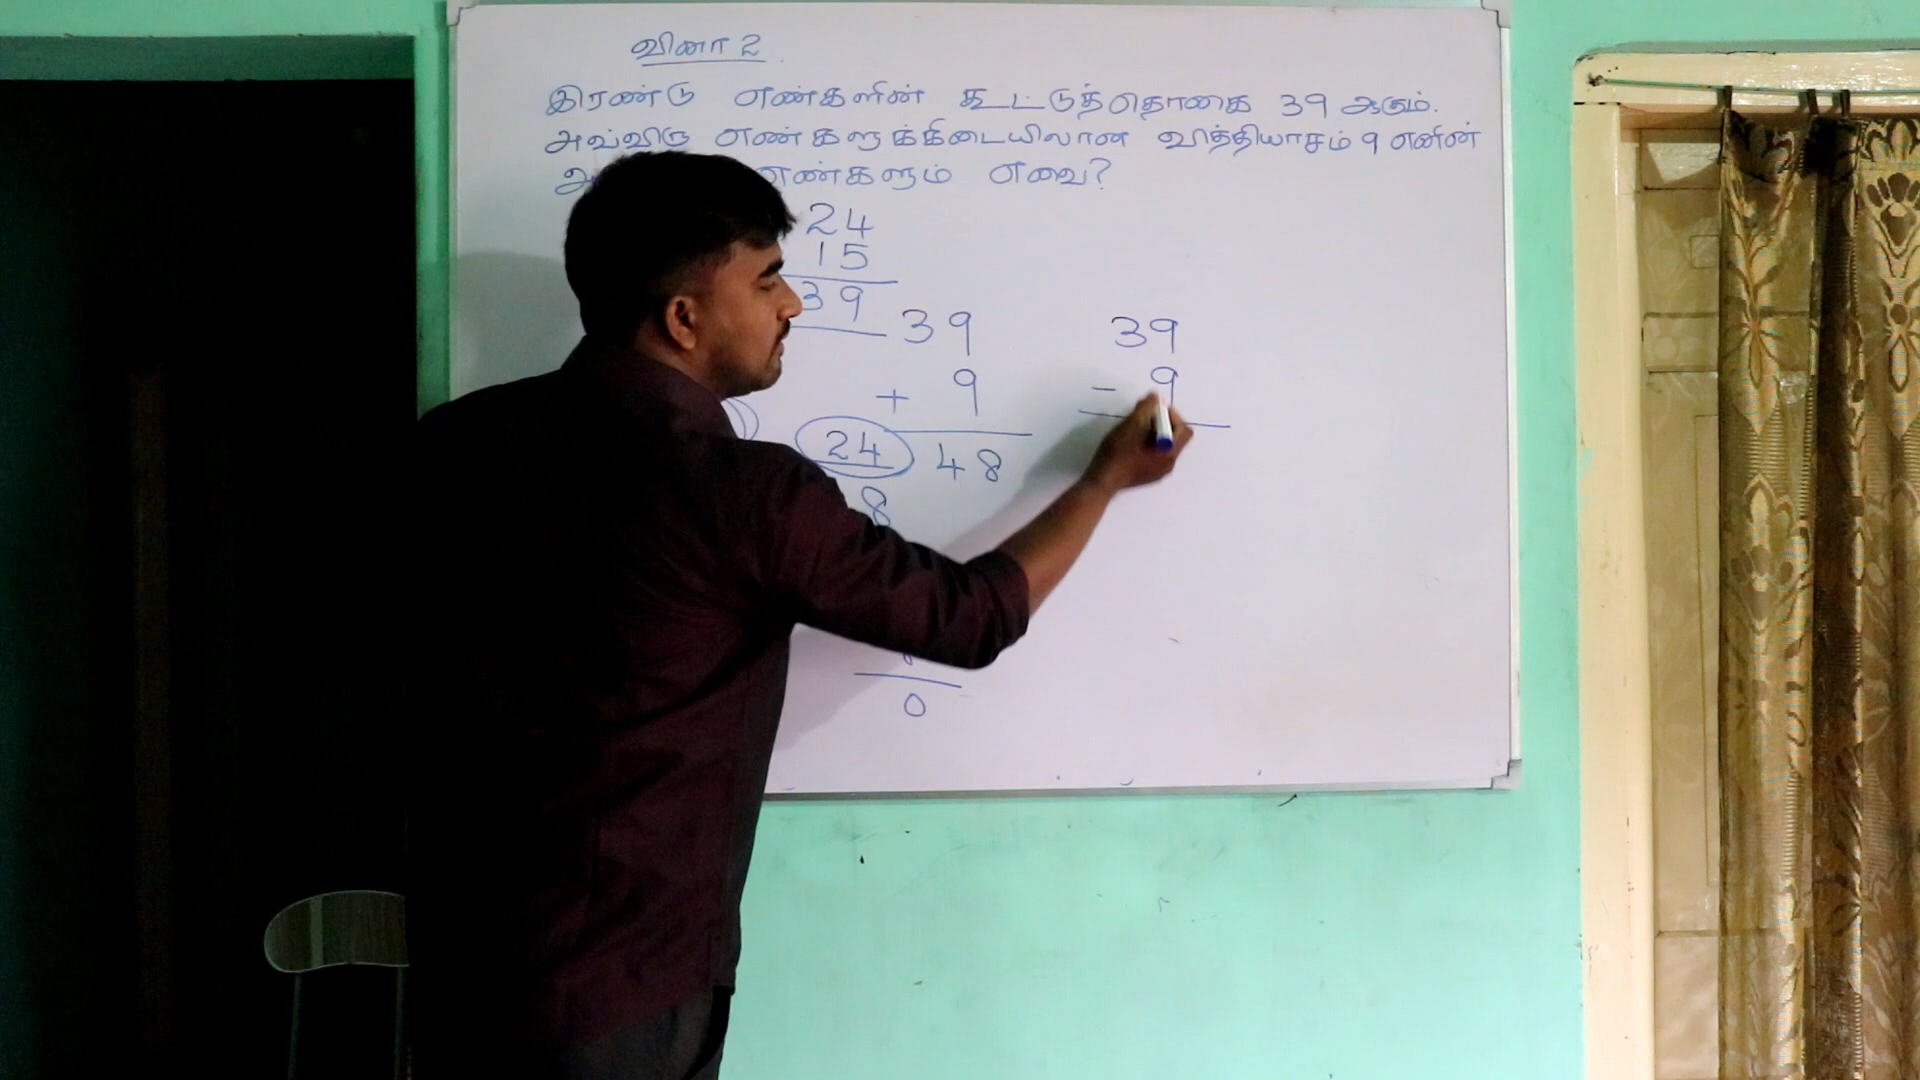 வினா 2
இரண்டு எண்களின் கூட்டுத்தொகை 39 ஆகும்.
அவ்விரு எண்களுக்கிடையிலான வித்தியாசம் 9 எனின்
எண்களும் எவை?
24
15
39
39
+ 9
24 48
8
0
39
- 9